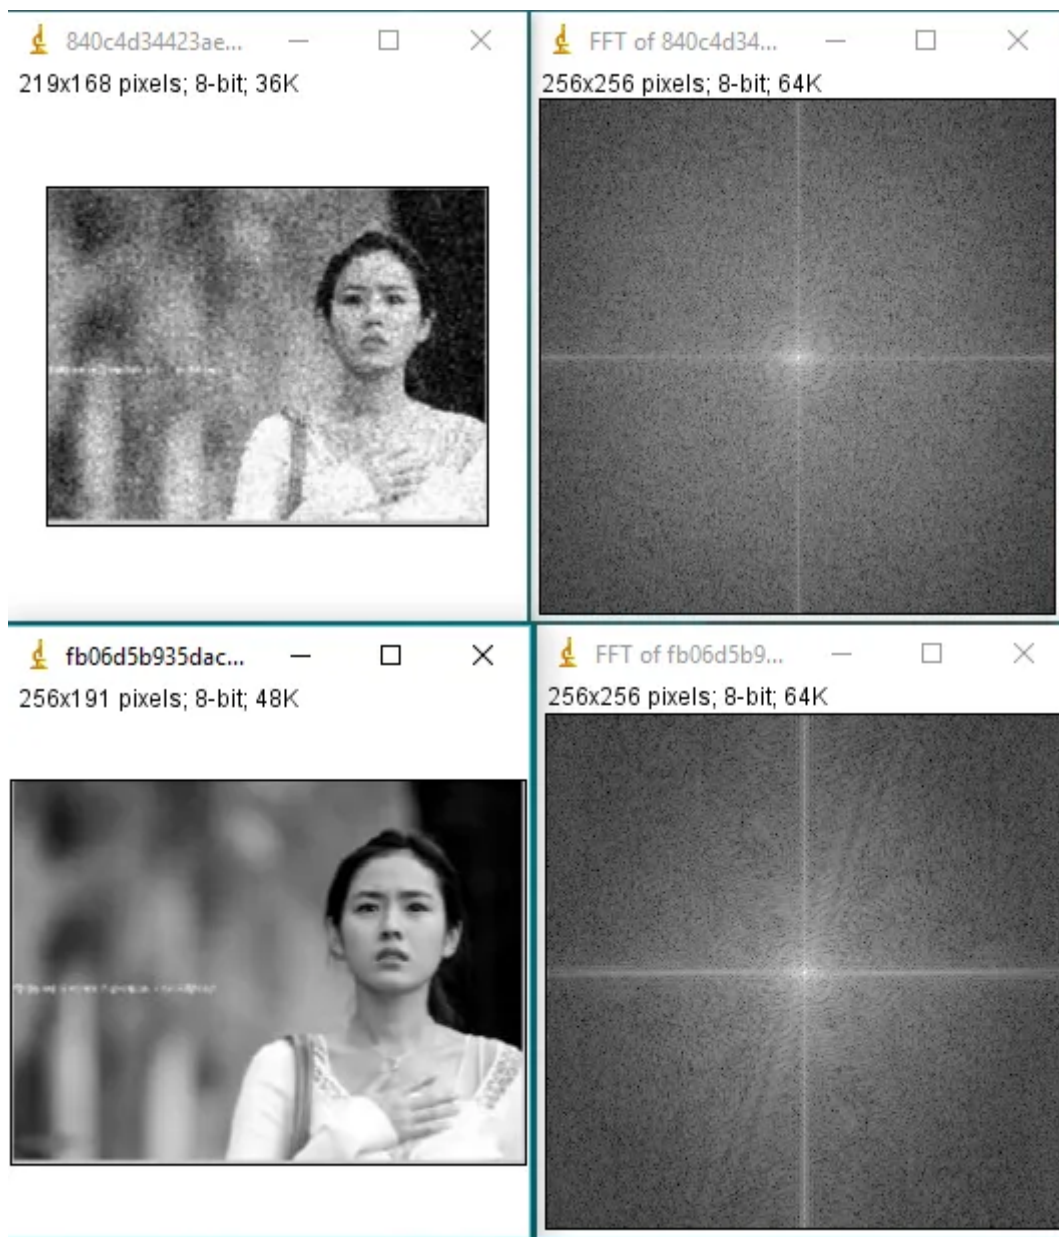 840c4d34423ae...
219x168 pixels; 8-bit; 36K
FFT of 840c4d34...
256x256 pixels; 8-bit; 64K
fb06d5b935dac...
256x191 pixels; 8-bit; 48K
FFT of fb06d5b9...
256x256 pixels; 8-bit; 64K